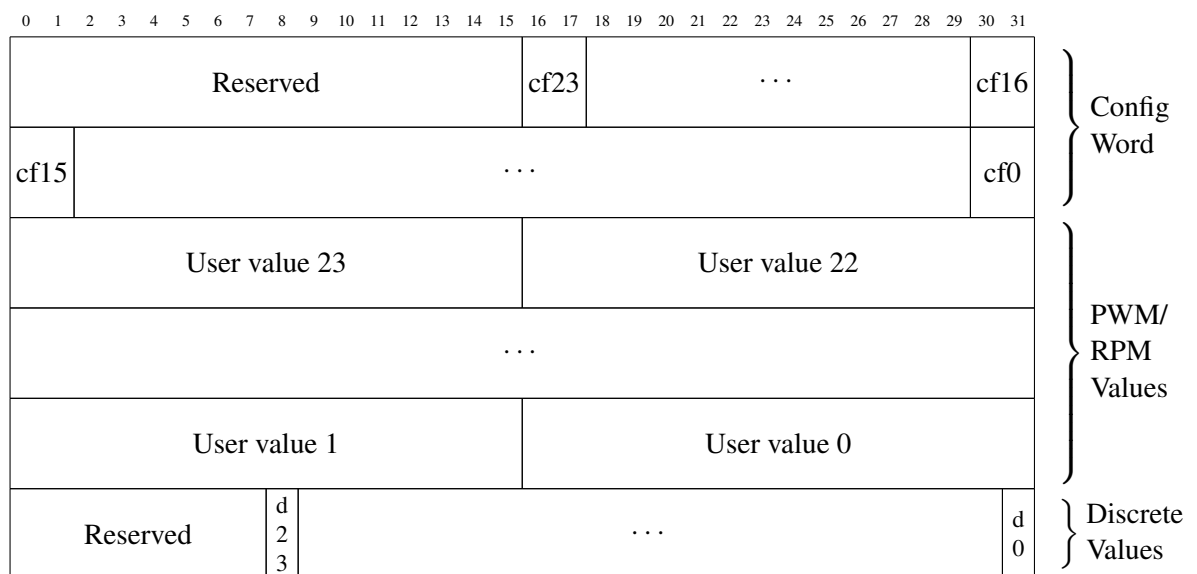 0 1 2 3 4 5 6 7 8 9 10 11 12 13 14 15 16 17 18 19 20 21 22 23 24 25 26 27 28 29 30 31
Reserved cf23 ··· cf16
cf15 ··· cf0
Config
Word
User value 23 User value 22
···
User value 1 User value 0
PWM/
RPM
Values
Reserved d23 ··· d0
Discrete
Values